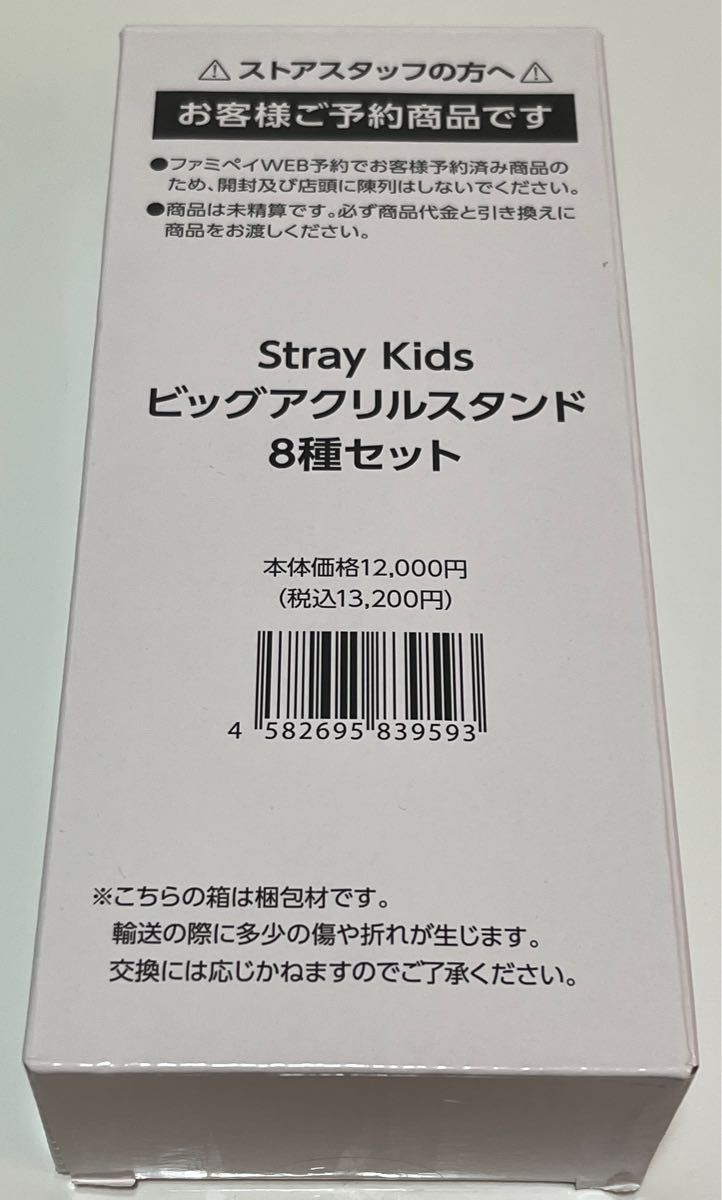 ⚠ストアスタッフの方へ⚠
お客様ご予約商品です
●ファミペイWEB予約でお客様予約済み商品の
ため、開封及び店頭に陳列はしないでください。
●商品は未精算です。必ず商品代金と引き換えに
商品をお渡しください。
Stray Kids
ビッグアクリルスタンド
8種セット
本体価格12,000円
(税込13,200円)
4 582695 839593
※こちらの箱は梱包材です。
輸送の際に多少の傷や折れが生じます。
交換には応じかねますのでご了承ください。